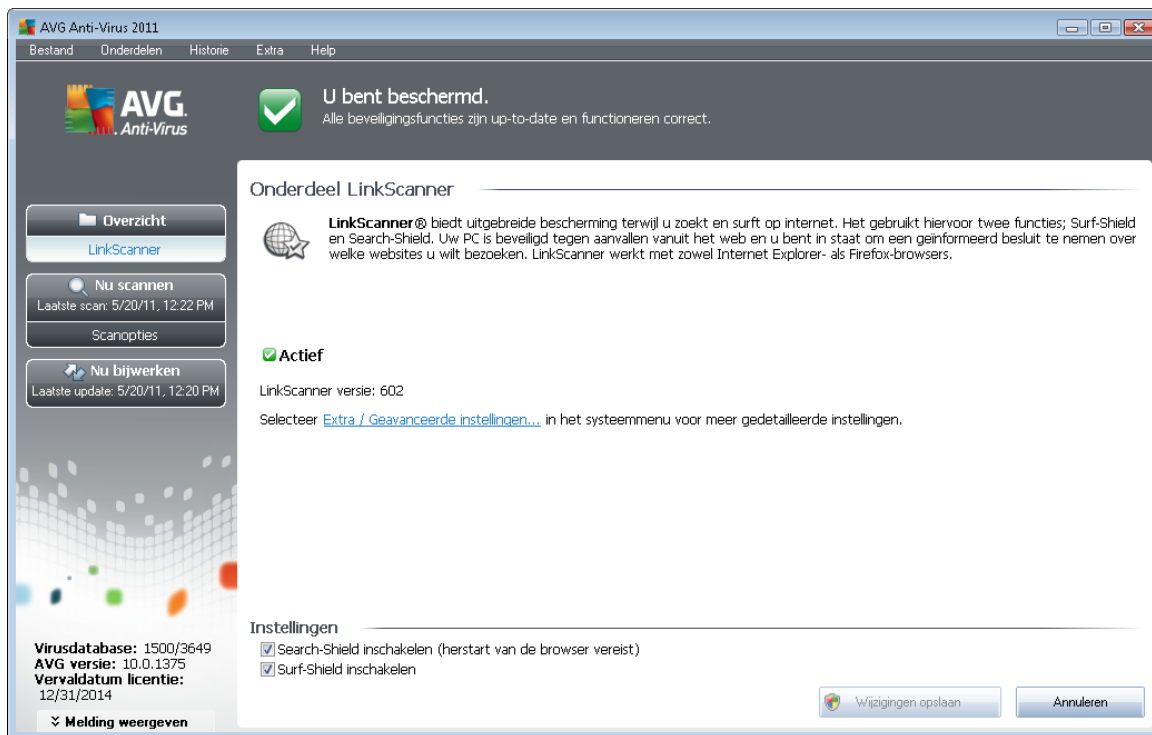 AVG Anti-Virus 2011
Bestand Onderdelen Historie Extra Help
AVG.
Anti-Virus
U bent beschermd.
Alle beveiligingsfuncties zijn up-to-date en functioneren correct.
Overzicht
LinkScanner
Nu scannen
Laatste scan: 5/20/11, 12:22 PM
Scanopties
Nu bijwerken
Laatste update: 5/20/11, 12:20 PM
Virusdatabase: 1500/3649
AVG versie: 10.0.1375
Vervaldatum licentie:
12/31/2014
Melding weergeven
Onderdeel LinkScanner
LinkScanner® biedt uitgebreide bescherming terwijl u zoekt en surft op internet. Het gebruikt hiervoor twee functies; Surf-Shield
en Search-Shield. Uw PC is beveiligd tegen aanvallen vanuit het web en u bent in staat om een geïnformeerd besluit te nemen over
welke websites u wilt bezoeken. LinkScanner werkt met zowel Internet Explorer- als Firefox-browsers.
Actief
LinkScanner versie: 602
Selecteer Extra / Geavanceerde instellingen... in het systeemmenu voor meer gedetailleerde instellingen.
Instellingen
Search-Shield inschakelen (herstart van de browser vereist)
Surf-Shield inschakelen
Wijzigingen opslaan
Annuleren